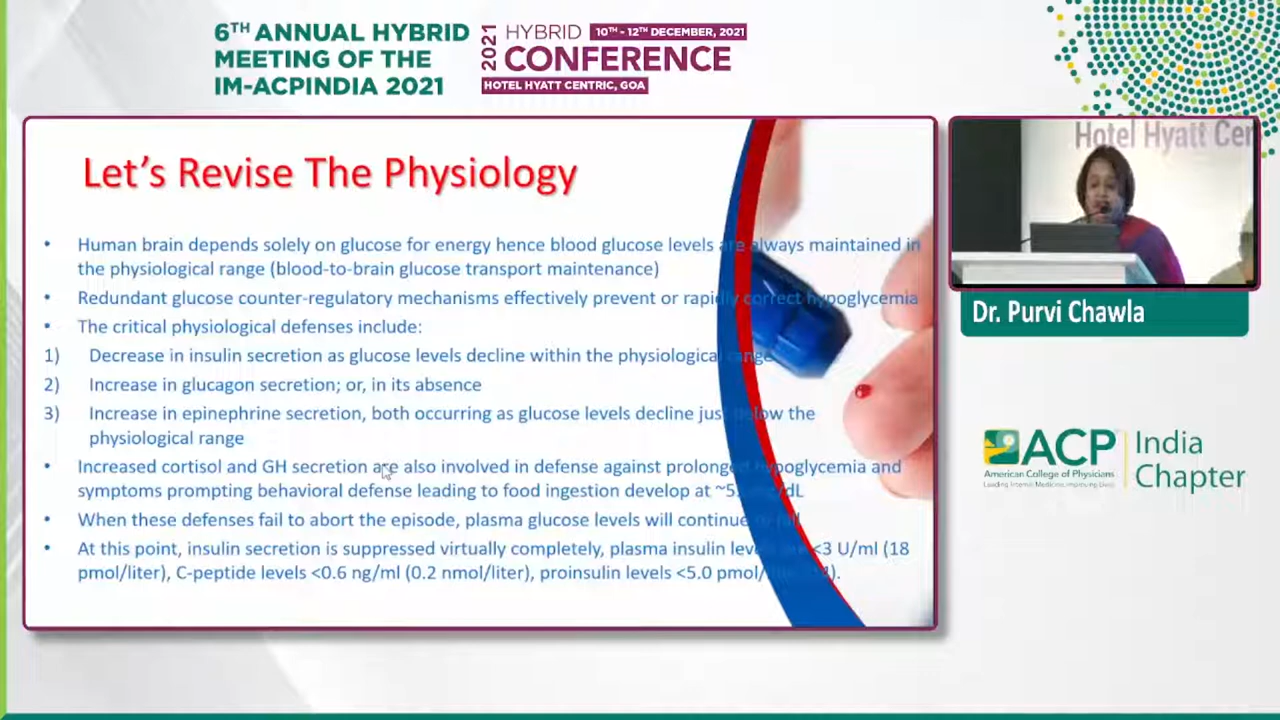 6TH ANNUAL HYBRID
MEETING OF THE
IM-ACPINDIA 2021
2021
HYBRID 10TH - 12TH DECEMBER, 2021
CONFERENCE
HOTEL HYATT CENTRIC, GOA
Let's Revise The Physiology
• Human brain depends solely on glucose for energy hence blood glucose levels are always maintained in
the physiological range (blood-to-brain glucose transport maintenance)
• Redundant glucose counter-regulatory mechanisms effectively prevent or rapidly correct hypoglycemia
• The critical physiological defenses include:
1) Decrease in insulin secretion as glucose levels decline within the physiological range
2) Increase in glucagon secretion; or, in its absence
3) Increase in epinephrine secretion, both occurring as glucose levels decline just below the
physiological range
• Increased cortisol and GH secretion are also involved in defense against prolonged hypoglycemia and
symptoms prompting behavioral defense leading to food ingestion develop at
• When these defenses fail to abort the episode, plasma glucose levels will continue to fall
• At this point, insulin secretion is suppressed virtually completely, plasma insulin levels are <3 U/ml (18
pmol/liter), C-peptide levels <0.6 ng/ml (0.2 nmol/liter), proinsulin levels <5.0
Hotel Hyatt Cen
Dr. Purvi Chawla
ACP
American College of Physicians
Leading Internal Medicine, Improving Lives
India
Chapter